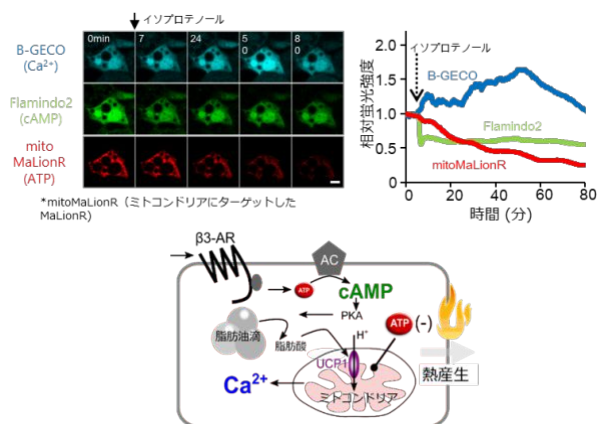 イソプロテノール
B-GECO
(Ca²⁺)
0min
7
24
5
0
8
0
Flamindo2
(cAMP)
mito
MaLionR
(ATP)
*mitoMaLionR（ミトコンドリアにターゲットした
MaLionR)
相対蛍光強度
2.0
1.5
1.0
0.5
0
イソプロテノール
B-GECO
Flamindo2
mitoMaLionR
0
20
40
60
80
時間 (分)
β3-AR
AC
ATP
cAMP
PKA
脂肪油滴
脂肪酸
H⁺
ATP
(-)
UCP1
熱産生
Ca²⁺
ミトコンドリア